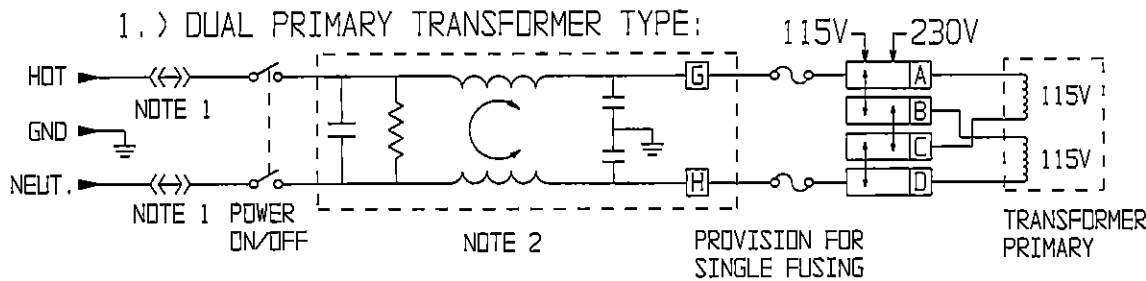 1.) DUAL PRIMARY TRANSFORMER TYPE:
115V 230V
HOT
NOTE 1
GND
NEUT.
NOTE 1
POWER
ON/OFF
NOTE 2
G
H
PROVISION FOR
SINGLE FUSING
A
B
C
D
115V
115V
TRANSFORMER
PRIMARY